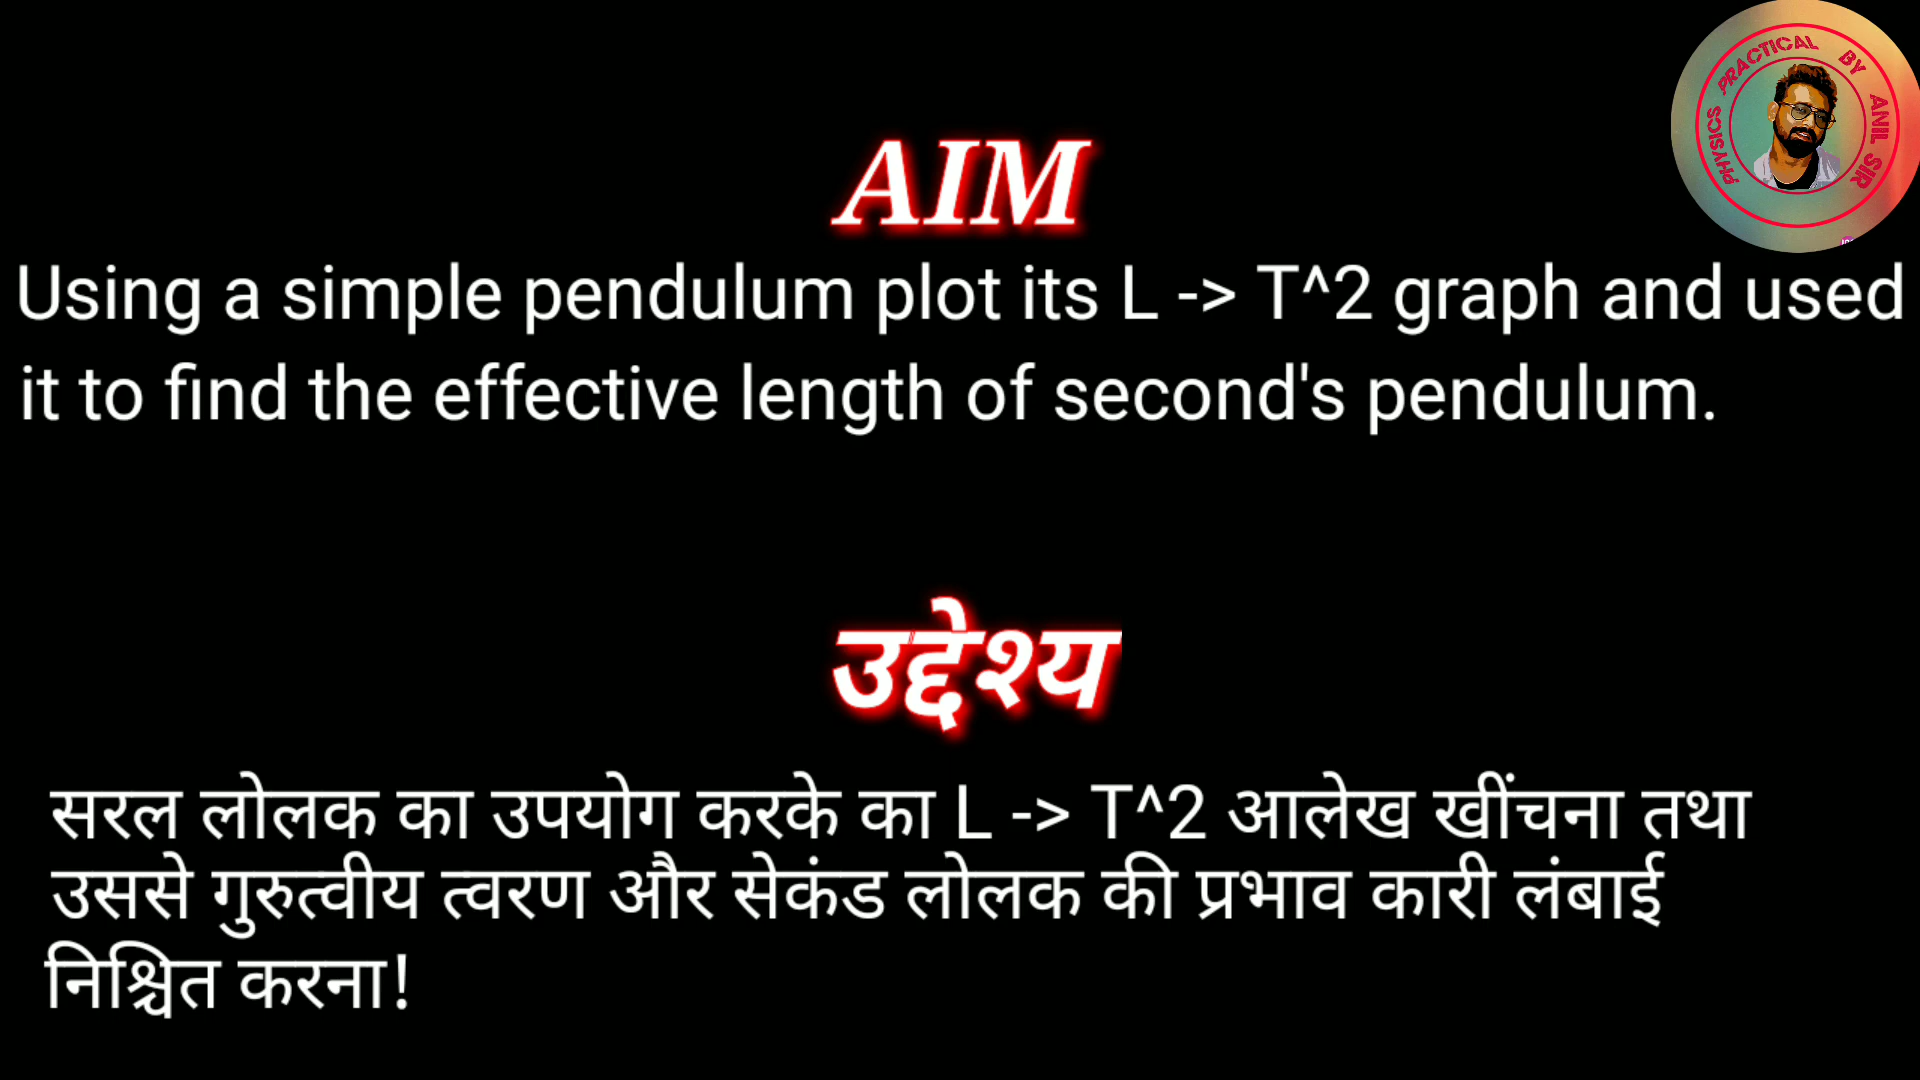 PHYSICS PRACTICAL BY ANIL SIR
AIM
Using a simple pendulum plot its L -> T^2 graph and used
it to find the effective length of second's pendulum.
उद्देश्य
सरल लोलक का उपयोग करके का L -> T^2 आलेख खींचना तथा
उससे गुरुत्वीय त्वरण और सेकंड लोलक की प्रभाव कारी लंबाई
निश्चित करना!